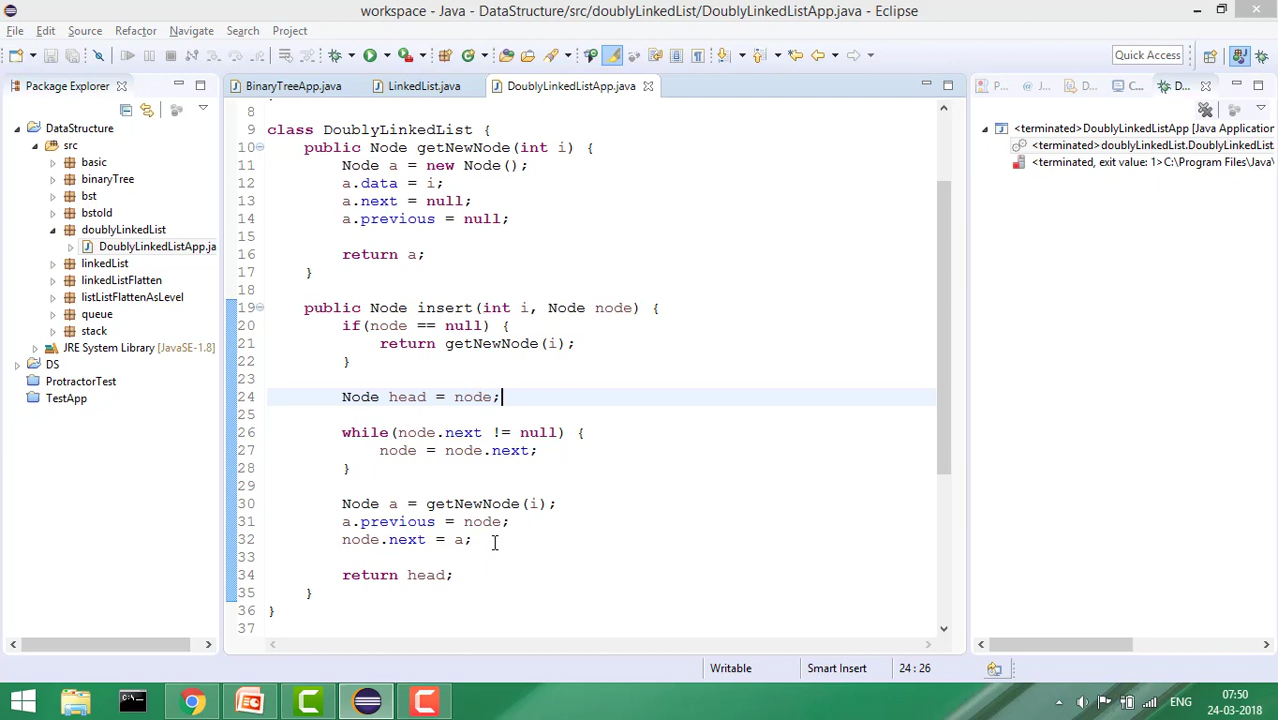 workspace - Java - DataStructure/src/doublyLinkedList/DoublyLinkedListApp.java - Eclipse
File Edit Source Refactor Navigate Search Project
Quick Access
Package Explorer
BinaryTreeApp.java
LinkedList.java
DoublyLinkedListApp.java
P...
J...
D...
C...
D...
DataStructure
src
basic
binaryTree
bst
bstold
doublyLinkedList
DoublyLinkedListApp.ja
linkedList
linkedListFlatten
listListFlattenAsLevel
queue
stack
JRE System Library [JavaSE-1.8]
DS
ProtractorTest
TestApp
8
9 class DoublyLinkedList {
10 public Node getNewNode(int i) {
11 Node a = new Node();
12 a.data = i;
13 a.next = null;
14 a.previous = null;
15
16 return a;
17 }
18
19 public Node insert(int i, Node node) {
20 if(node == null) {
21 return getNewNode(i);
22 }
23
24 Node head = node;
25
26 while(node.next != null) {
27 node = node.next;
28 }
29
30 Node a = getNewNode(i);
31 a.previous = node;
32 node.next = a;
33
34 return head;
35 }
36 }
37
<terminated>DoublyLinkedListApp [Java Application
<terminated>doublyLinkedList.DoublyLinkedList
<terminated, exit value: 1>C:\Program Files\Java\
Writable
Smart Insert
24 : 26
ENG
07:50
24-03-2018